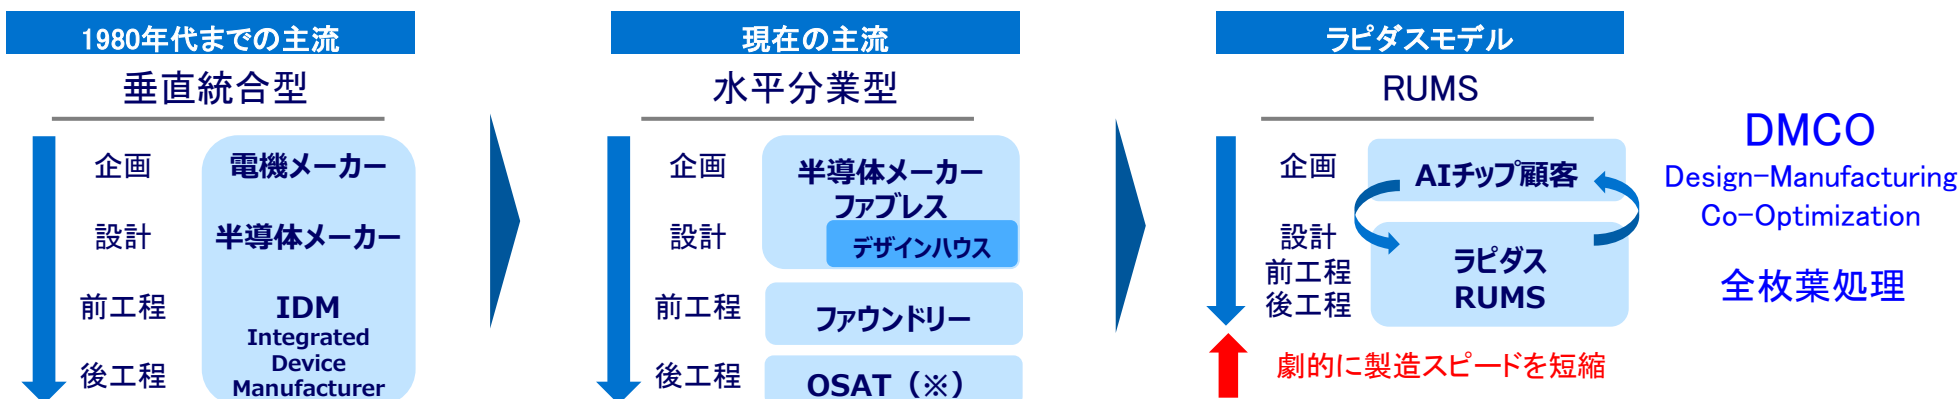 1980年代までの主流
垂直統合型
企画
電機メーカー
設計
半導体メーカー
前工程
IDM
Integrated
Device
Manufacturer
後工程
現在の主流
水平分業型
企画
半導体メーカー
ファブレス
設計
デザインハウス
前工程
ファウンドリー
後工程
OSAT（※）
ラピダスモデル
RUMS
企画
AIチップ顧客
設計
前工程
後工程
ラピダス
RUMS
劇的に製造スピードを短縮
DMCO
Design-Manufacturing
Co-Optimization
全枚葉処理